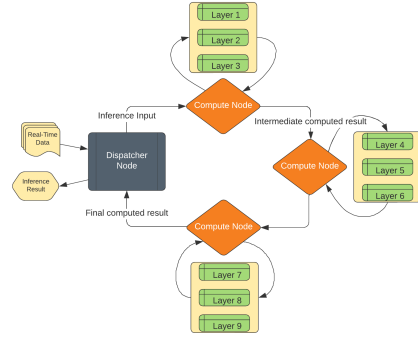 Layer 1
Layer 2
Layer 3
Compute Node
Inference Input
Intermediate computed result
Real-Time
Data
Dispatcher
Node
Layer 4
Compute Node
Layer 5
Inference
Result
Layer 6
Final computed result
Compute Node
Layer 7
Layer 8
Layer 9